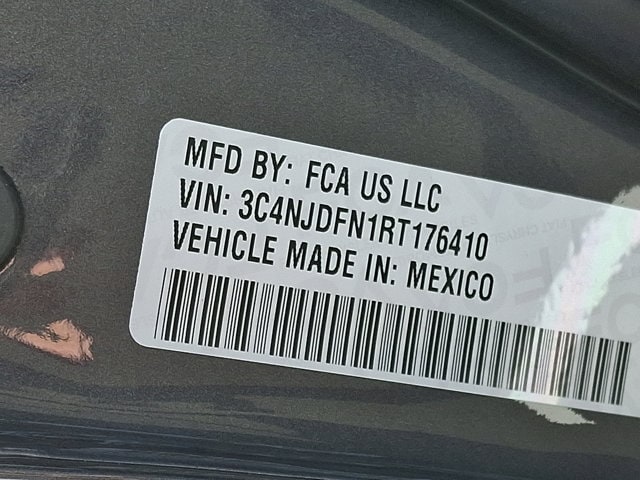 MFD BY: FCA US LLC
VIN: 3C4NJDFN1RT176410
VEHICLE MADE IN: MEXICO